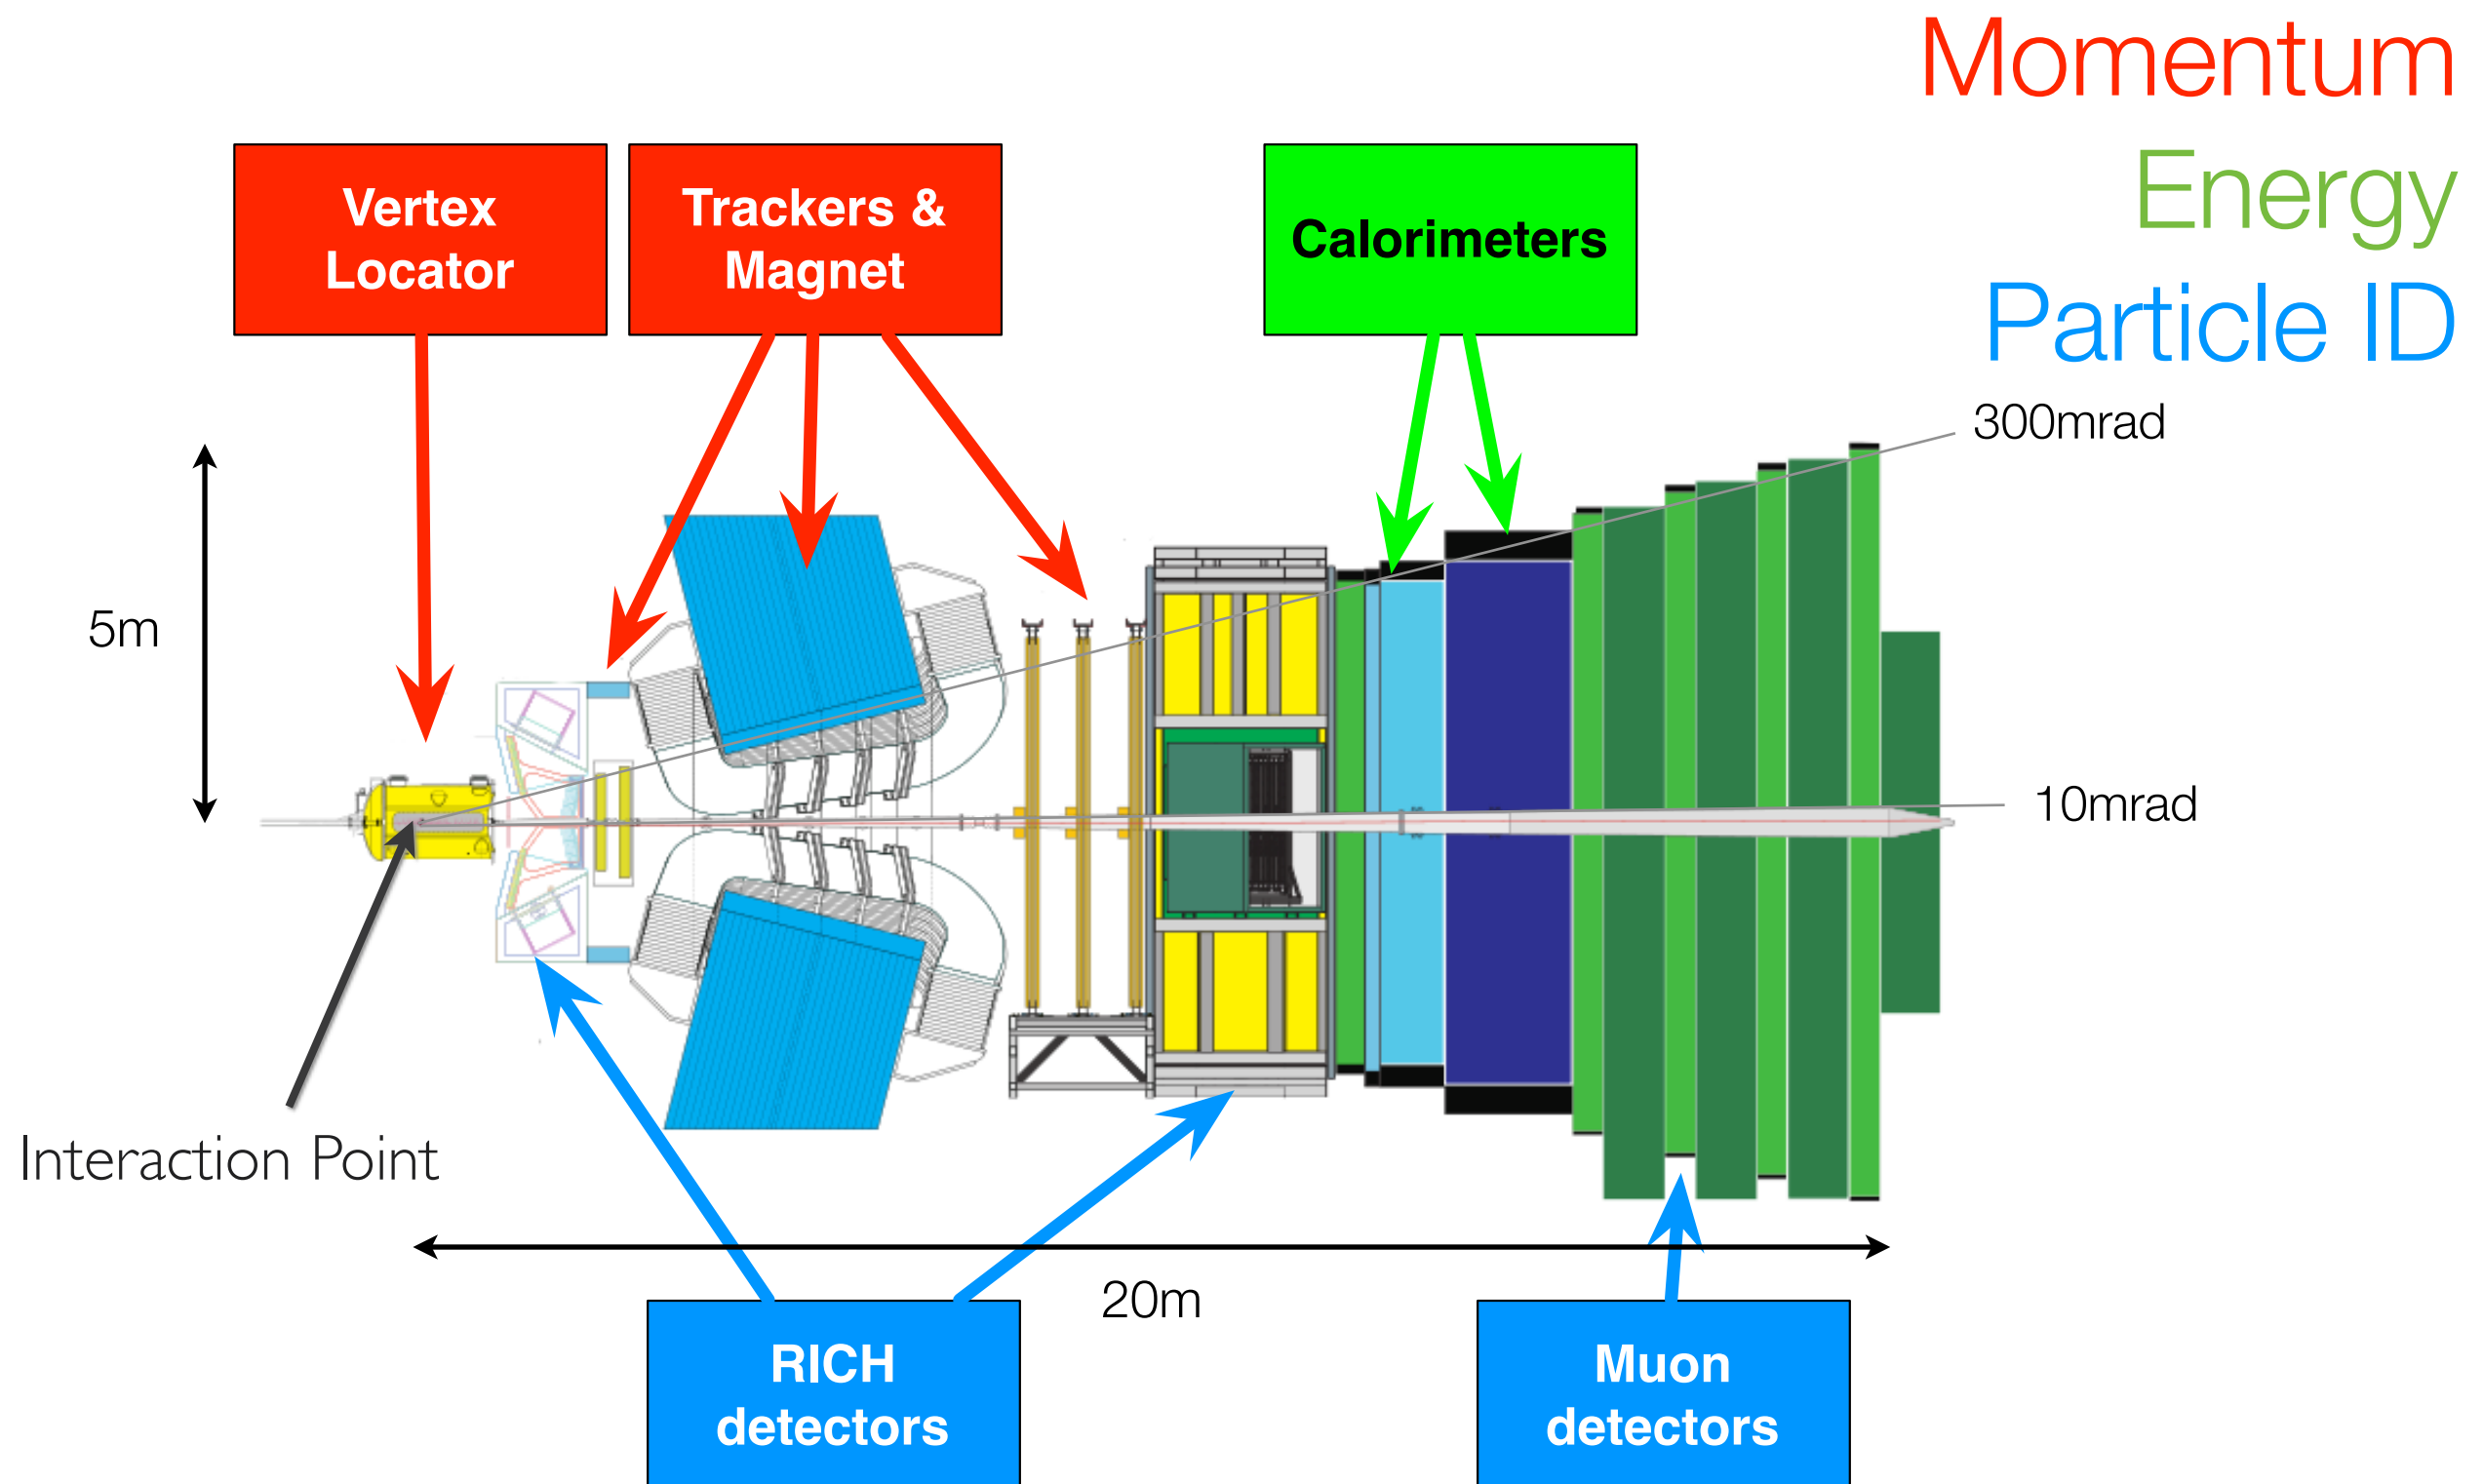 Momentum
Energy
Particle ID
Vertex
Locator
Trackers &
Magnet
Calorimeters
300mrad
5m
10mrad
Interaction Point
20m
RICH
detectors
Muon
detectors